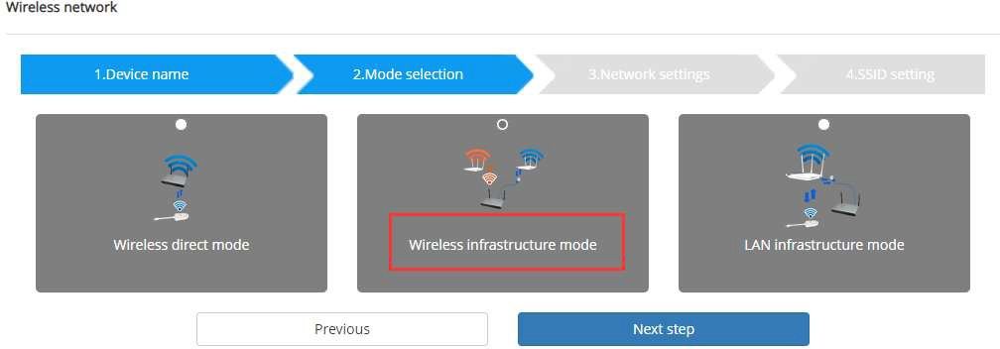 Wireless network
1.Device name
2.Mode selection
3.Network settings
4.SSID setting
Wireless direct mode
Wireless infrastructure mode
LAN infrastructure mode
Previous
Next step